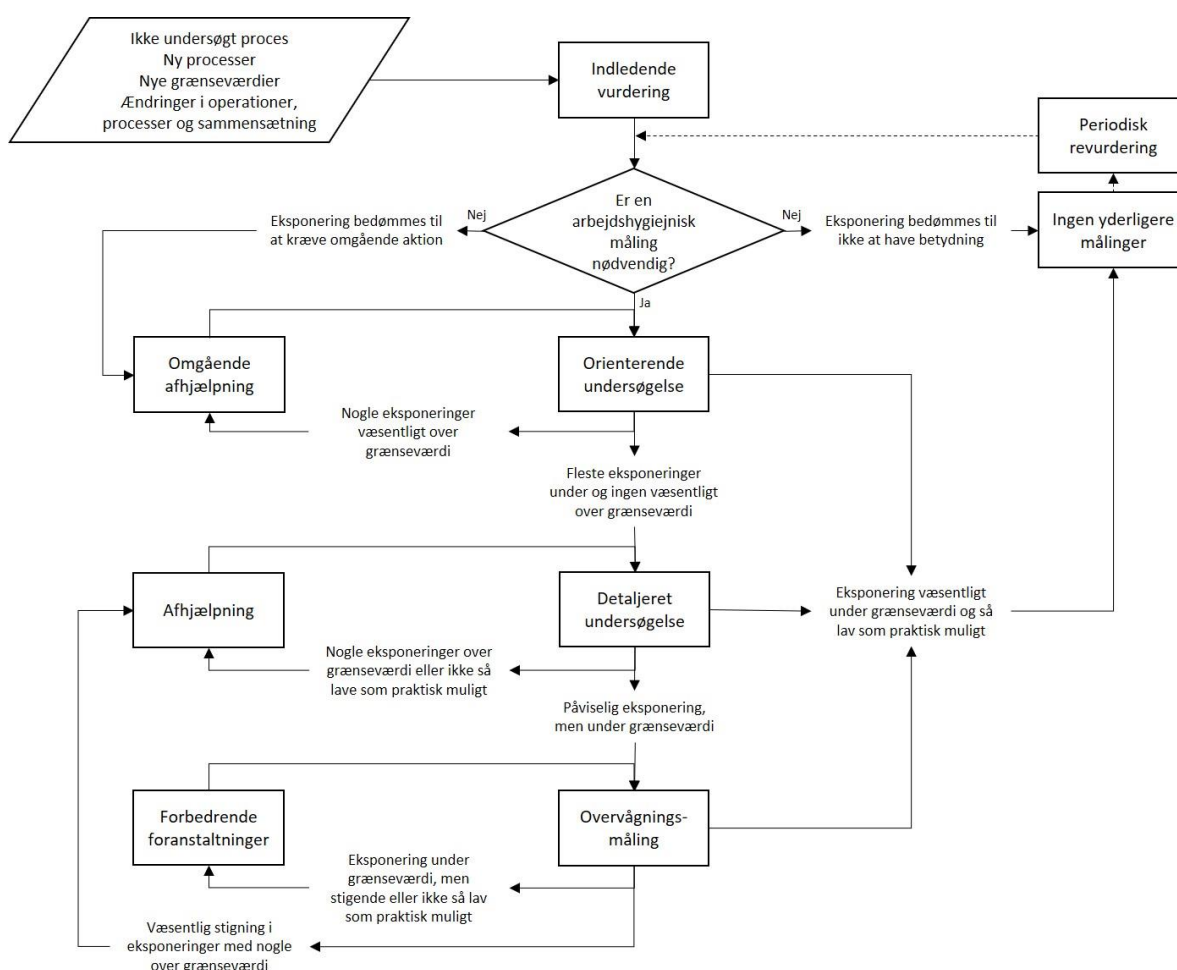 Ikke undersøgt proces
Ny processer
Nye grænseværdier
Ændringer i operationer,
processer og sammensætning
Indledende
vurdering
Periodisk
revurdering
Eksponering bedømmes til
at kræve omgående aktion
Nej
Er en
arbejdshygiejnisk
måling
nødvendig?
Nej
Eksponering bedømmes til
ikke at have betydning
Ingen yderligere
målinger
Ja
Omgående
afhjælpning
Orienterende
undersøgelse
Nogle eksponeringer
væsentligt over
grænseværdi
Fleste eksponeringer
under og ingen væsentligt
over grænseværdi
Afhjælpning
Detaljeret
undersøgelse
Eksponering væsentligt
under grænseværdi og så
lav som praktisk muligt
Nogle eksponeringer over
grænseværdi eller ikke så
lave som praktisk muligt
Påviselig eksponering,
men under grænseværdi
Forbedrende
foranstaltninger
Overvågnings-
måling
Eksponering under
grænseværdi, men
stigende eller ikke så lav
som praktisk muligt
Væsentlig stigning i
eksponeringer med nogle
over grænseværdi